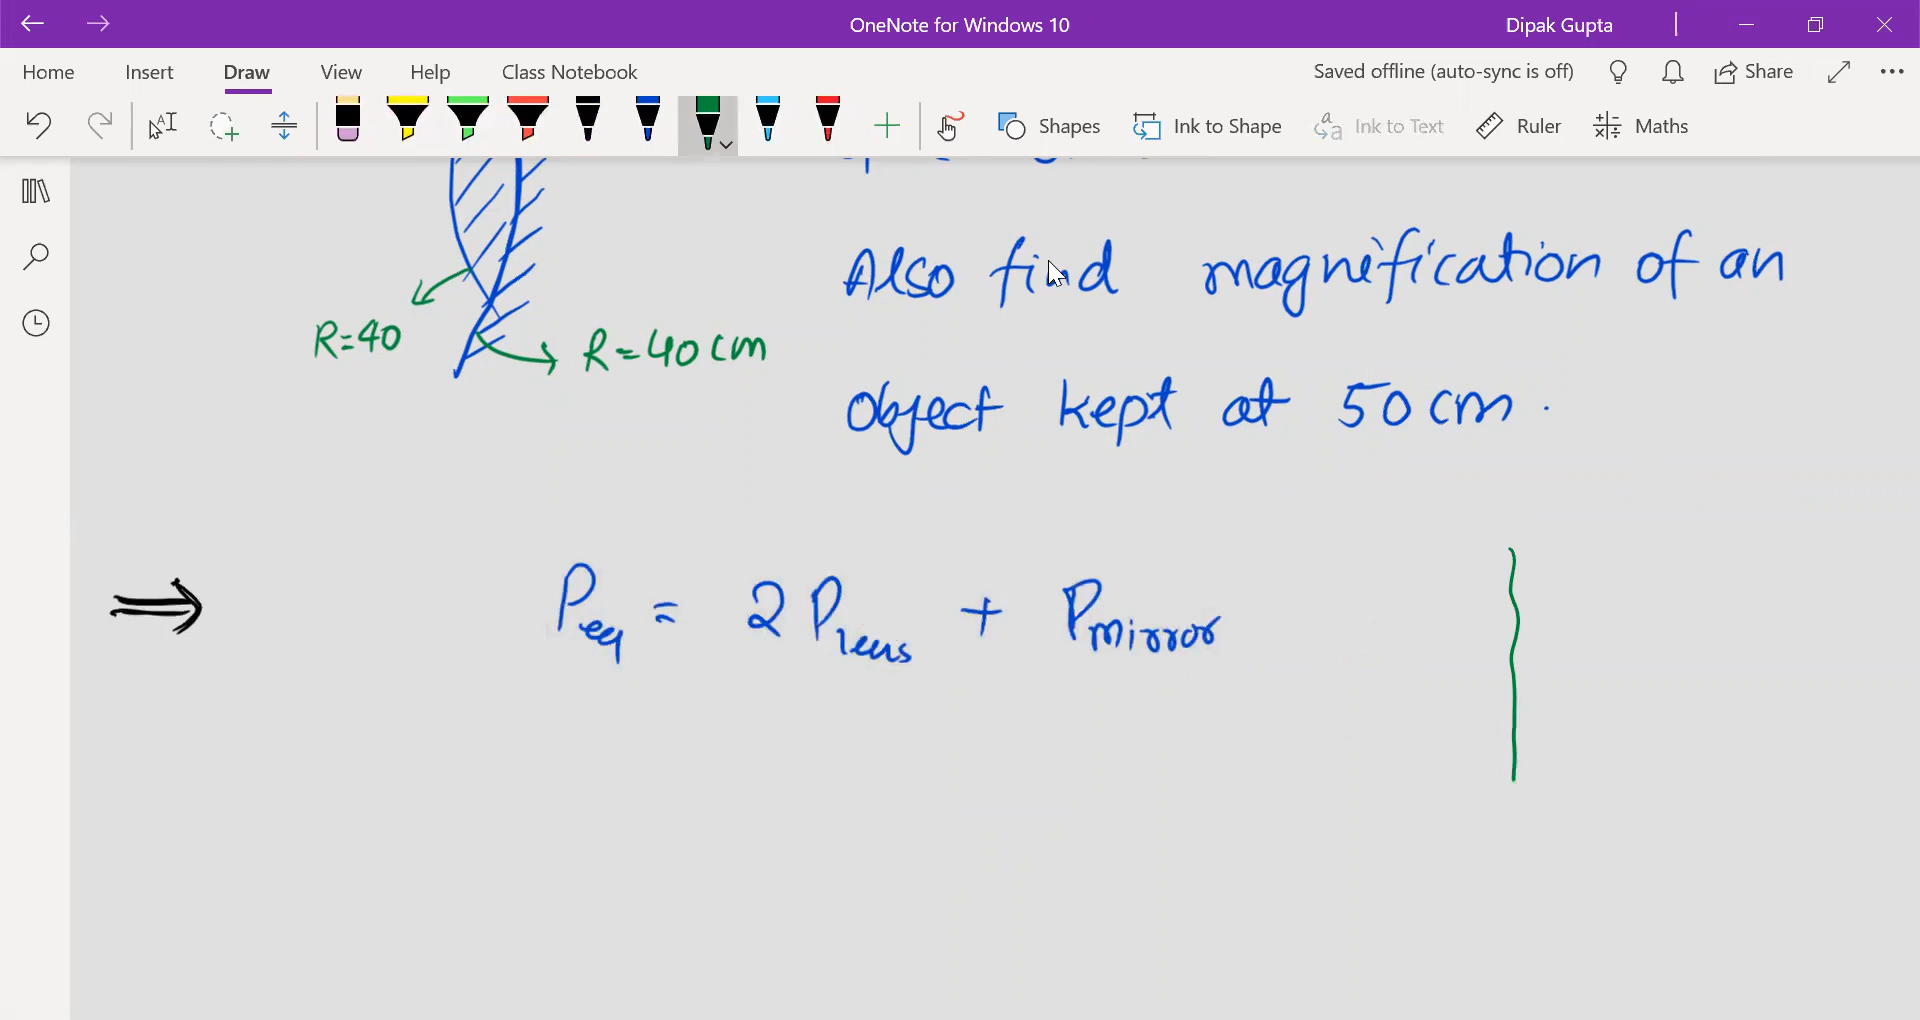 OneNote for Windows 10
Dipak Gupta
Home Insert Draw View Help Class Notebook
Saved offline (auto-sync is off) Share
Shapes Ink to Shape Ink to Text Ruler Maths
Also find magnification of an
R=40
R=40 cm
object kept at 50 cm.
⇒ Peq = 2 Plens + Pmirror